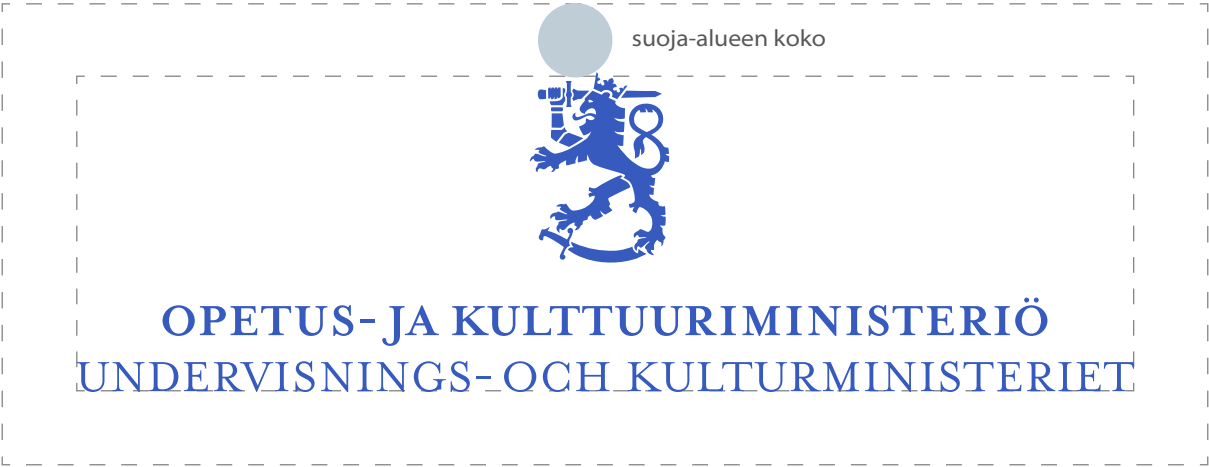 suoja-alueen koko
OPETUS- JA KULTTUURIMINISTERIÖ
UNDERVISNINGS- OCH KULTURMINISTERIET